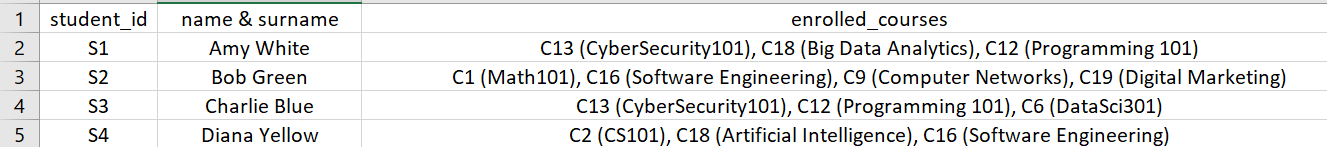 1 student_id name & surname enrolled_courses
2 S1 Amy White C13 (CyberSecurity101), C18 (Big Data Analytics), C12 (Programming 101)
3 S2 Bob Green C1 (Math101), C16 (Software Engineering), C9 (Computer Networks), C19 (Digital Marketing)
4 S3 Charlie Blue C13 (CyberSecurity101), C12 (Programming 101), C6 (DataSci301)
5 S4 Diana Yellow C2 (CS101), C18 (Artificial Intelligence), C16 (Software Engineering)